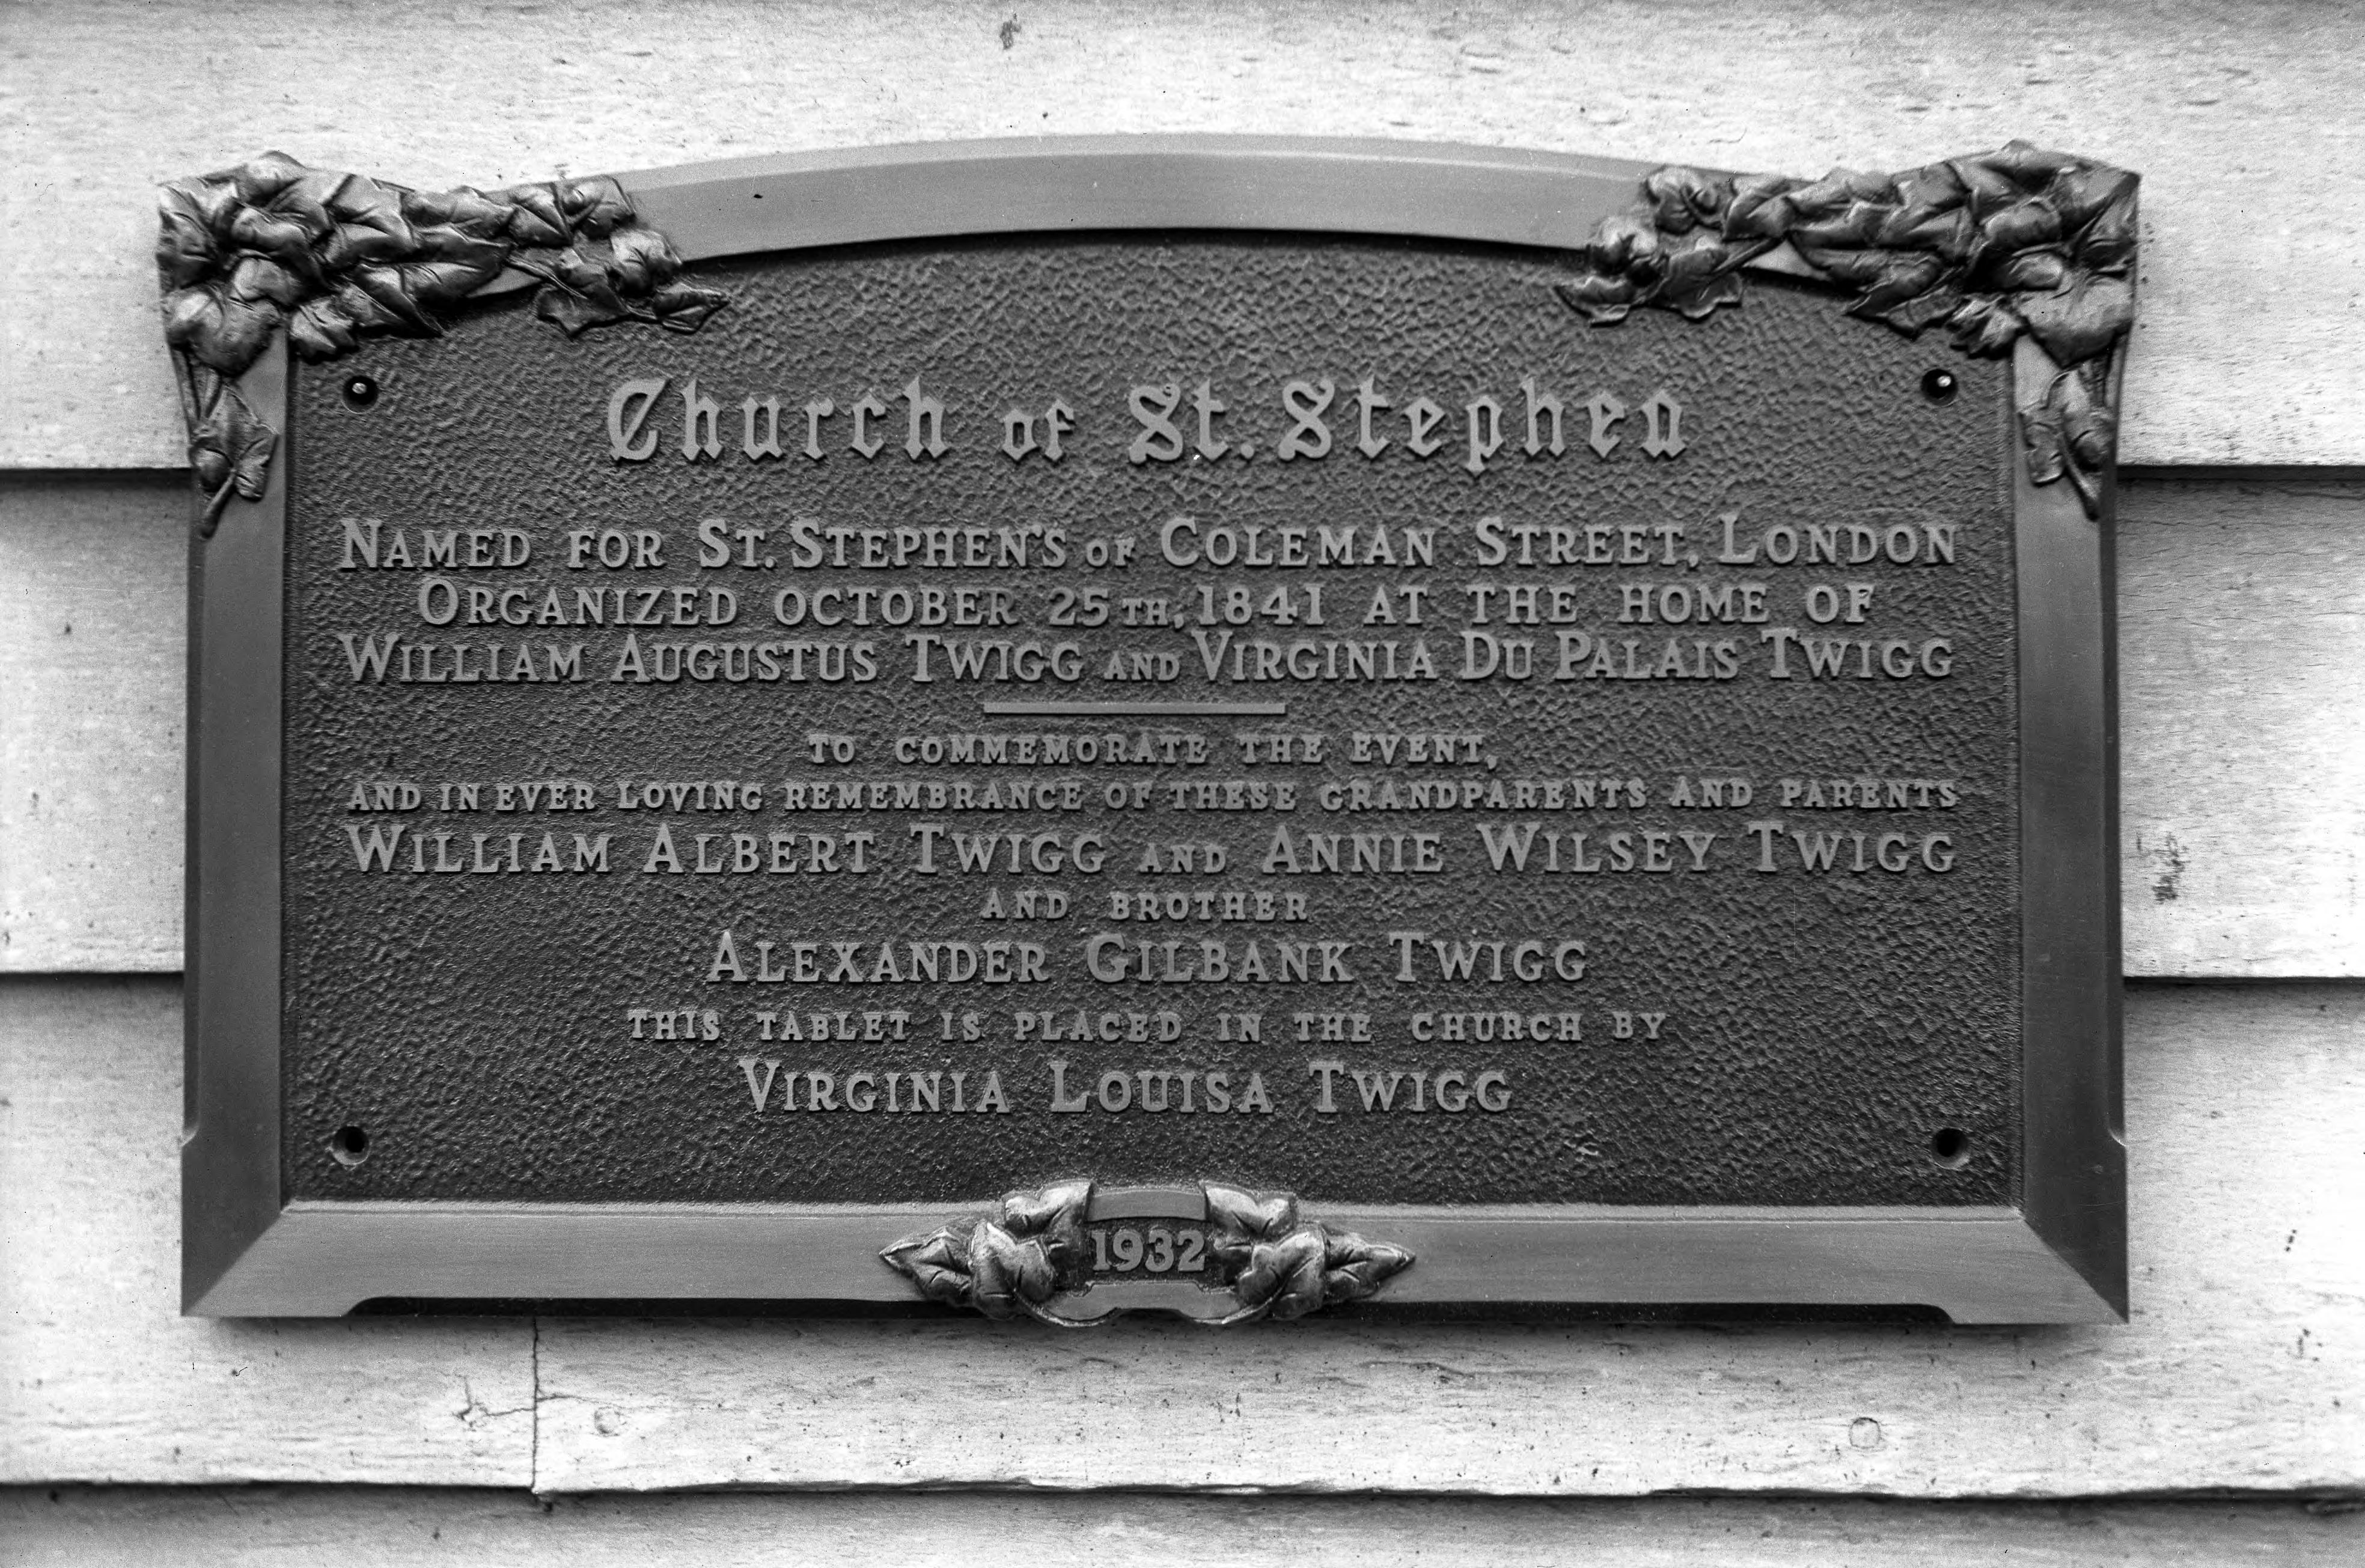 Church of St. Stephen
NAMED FOR ST. STEPHEN'S OF COLEMAN STREET, LONDON
ORGANIZED OCTOBER 25TH, 1841 AT THE HOME OF
WILLIAM AUGUSTUS TWIGG AND VIRGINIA DU PALAIS TWIGG
TO COMMEMORATE THE EVENT,
AND IN EVER LOVING REMEMBRANCE OF THESE GRANDPARENTS AND PARENTS
WILLIAM ALBERT TWIGG AND ANNIE WILSEY TWIGG
AND BROTHER
ALEXANDER GILBANK TWIGG
THIS TABLET IS PLACED IN THE CHURCH BY
VIRGINIA LOUISA TWIGG
1932